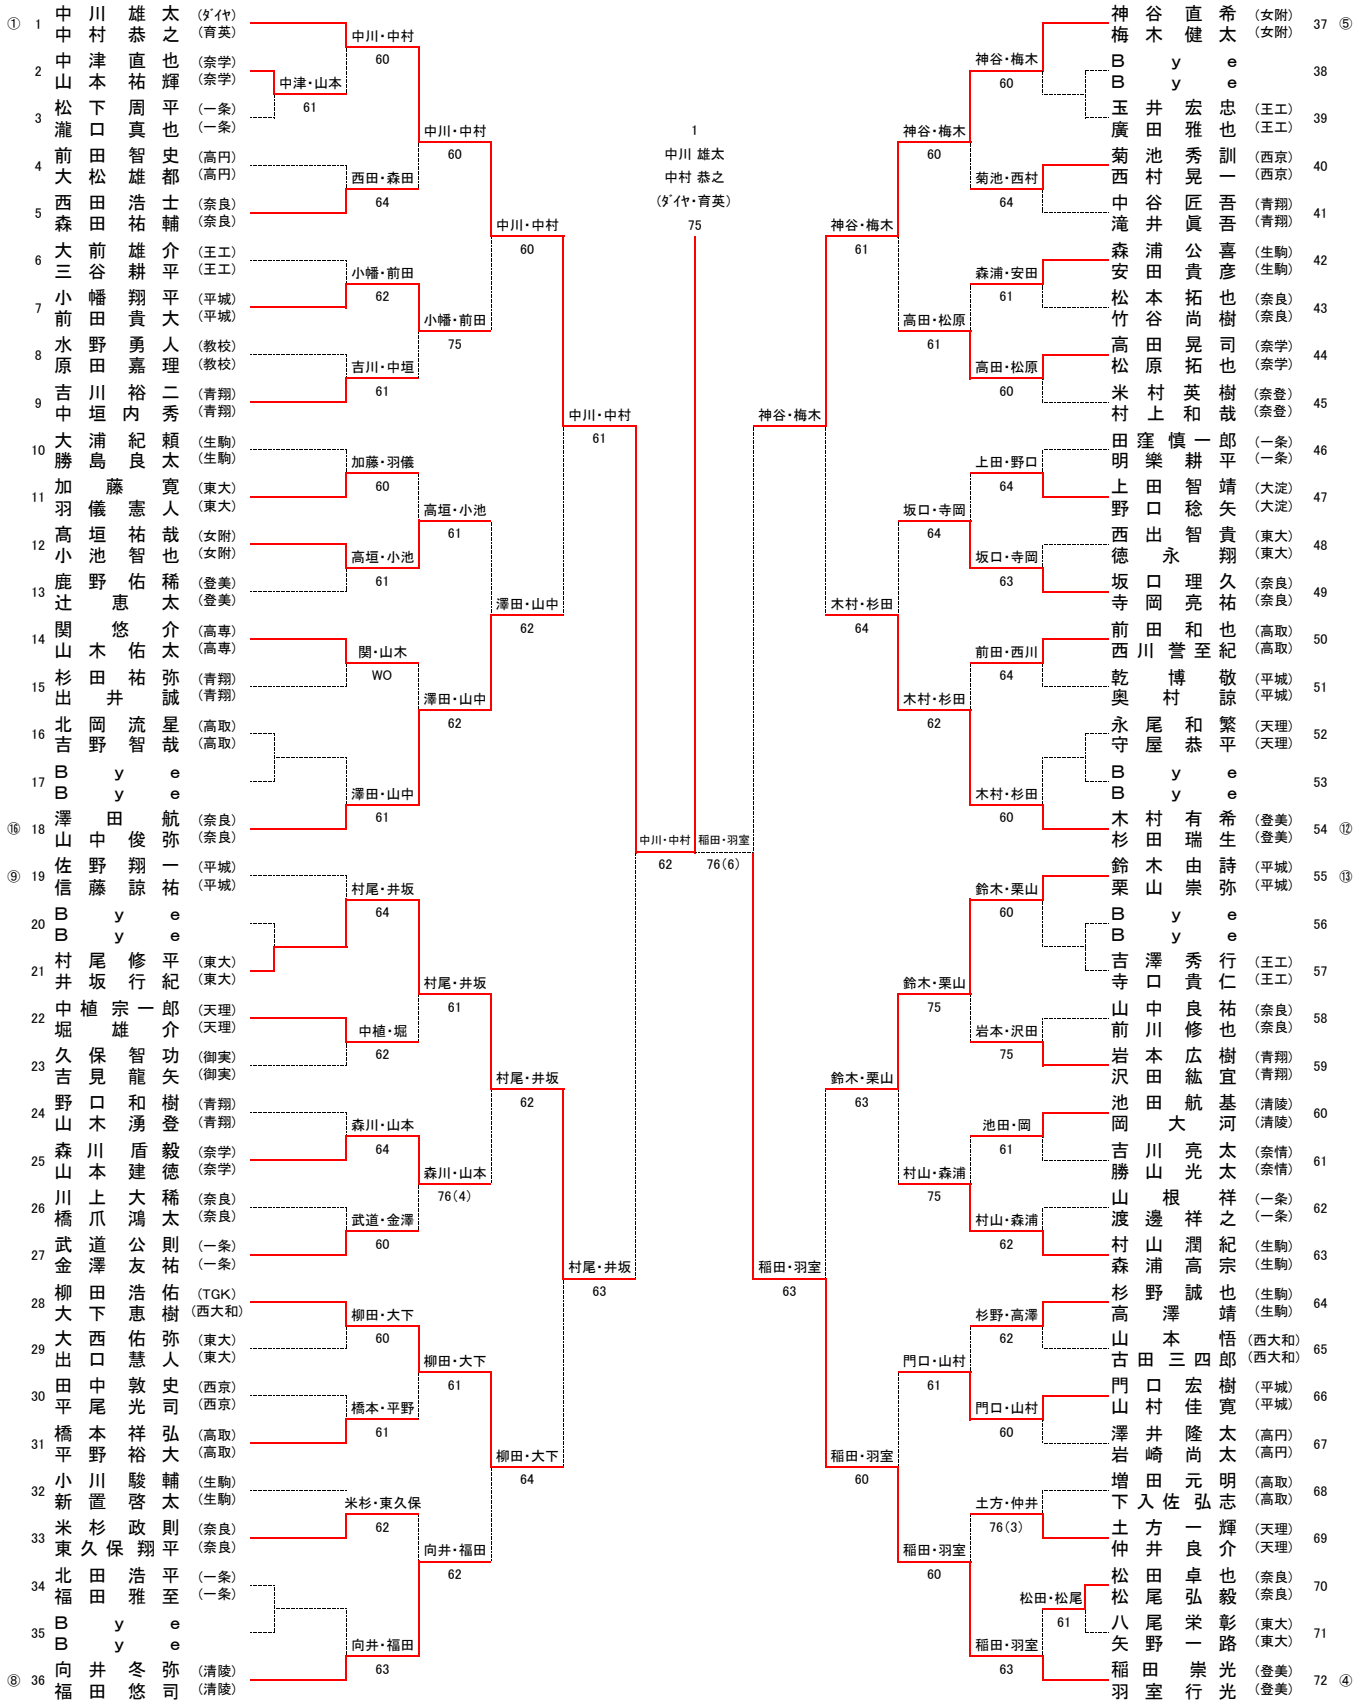 ① 1 中川雄太 (ダイヤ)
中村恭之 (育英)
2 中津直也 (奈学)
山本祐輝 (奈学)
3 松下周平 (一条)
瀧口真也 (一条)
4 前田智史 (高円)
大松雄都 (高円)
5 西田浩士 (奈良)
森田祐輔 (奈良)
6 大前雄介 (王工)
三谷耕平 (王工)
7 小幡翔平 (平城)
前田貴大 (平城)
8 水野勇人 (教校)
原田嘉理 (教校)
9 吉川裕二 (青翔)
中垣内秀 (青翔)
10 大浦紀頼 (生駒)
勝島良太 (生駒)
11 加藤寛 (東大)
羽儀憲人 (東大)
12 髙垣祐哉 (女附)
小池智也 (女附)
13 鹿野佑稀 (登美)
辻恵太 (登美)
14 関悠介 (高専)
山木佑太 (高専)
15 杉田祐弥 (青翔)
出井誠 (青翔)
16 北岡流星 (高取)
吉野智哉 (高取)
17 Bye
Bye
⑯ 18 澤田航 (奈良)
山中俊弥 (奈良)
⑨ 19 佐野翔一 (平城)
信藤諒祐 (平城)
20 Bye
Bye
21 村尾修平 (東大)
井坂行紀 (東大)
22 中植宗一郎 (天理)
堀雄介 (天理)
23 久保智功 (御実)
吉見龍矢 (御実)
24 野口和樹 (青翔)
山木湧登 (青翔)
25 森川盾毅 (奈学)
山本建徳 (奈学)
26 川上大稀 (奈良)
橋爪鴻太 (奈良)
27 武道公則 (一条)
金澤友祐 (一条)
28 柳田浩佑 (TGK)
大下恵樹 (西大和)
29 大西佑弥 (東大)
出口慧人 (東大)
30 田中敦史 (西京)
平尾光司 (西京)
31 橋本祥弘 (高取)
平野裕大 (高取)
32 小川駿輔 (生駒)
新置啓太 (生駒)
33 米杉政則 (奈良)
東久保翔平 (奈良)
34 北田浩平 (一条)
福田雅至 (一条)
35 Bye
Bye
⑧ 36 向井冬弥 (清陵)
福田悠司 (清陵)
中津・山本
61
中川・中村
60
西田・森田
64
小幡・前田
62
吉川・中垣
61
加藤・羽儀
60
高垣・小池
61
関・山木
WO
澤田・山中
61
村尾・井坂
64
中植・堀
62
森川・山本
64
武道・金澤
60
柳田・大下
60
橋本・平野
61
米杉・東久保
62
向井・福田
63
中川・中村
60
小幡・前田
75
高垣・小池
61
澤田・山中
62
村尾・井坂
61
森川・山本
76(4)
柳田・大下
61
向井・福田
62
中川・中村
60
澤田・山中
62
村尾・井坂
62
柳田・大下
64
中川・中村
61
村尾・井坂
63
中川・中村
62
1
中川 雄太
中村 恭之
(ダイヤ・育英)
75
稲田・羽室
76(6)
神谷・梅木
稲田・羽室
63
神谷・梅木
61
木村・杉田
64
鈴木・栗山
63
稲田・羽室
60
神谷・梅木
60
高田・松原
61
坂口・寺岡
64
木村・杉田
62
鈴木・栗山
75
村山・森浦
75
門口・山村
61
稲田・羽室
60
神谷・梅木
60
菊池・西村
64
森浦・安田
61
高田・松原
60
上田・野口
64
坂口・寺岡
63
前田・西川
64
木村・杉田
60
鈴木・栗山
60
岩本・沢田
75
池田・岡
61
村山・森浦
62
杉野・高澤
62
門口・山村
60
土方・仲井
76(3)
松田・松尾
61
稲田・羽室
63
神谷直希 (女附) 37 ⑤
梅木健太 (女附)
Bye 38
Bye
玉井宏忠 (王工) 39
廣田雅也 (王工)
菊池秀訓 (西京) 40
西村晃一 (西京)
中谷匠吾 (青翔) 41
滝井眞吾 (青翔)
森浦公喜 (生駒) 42
安田貴彦 (生駒)
松本拓也 (奈良) 43
竹谷尚樹 (奈良)
高田晃司 (奈学) 44
松原拓也 (奈学)
米村英樹 (奈登) 45
村上和哉 (奈登)
田窪慎一郎 (一条) 46
明樂耕平 (一条)
上田智靖 (大淀) 47
野口稔矢 (大淀)
西出智貴 (東大) 48
徳永翔 (東大)
坂口理久 (奈良) 49
寺岡亮祐 (奈良)
前田和也 (高取) 50
西川誉至紀 (高取)
乾博敬 (平城) 51
奥村諒 (平城)
永尾和繁 (天理) 52
守屋恭平 (天理)
Bye 53
Bye
木村有希 (登美) 54 ⑫
杉田瑞生 (登美)
鈴木由詩 (平城) 55 ⑬
栗山崇弥 (平城)
Bye 56
Bye
吉澤秀行 (王工) 57
寺口貴仁 (王工)
山中良祐 (奈良) 58
前川修也 (奈良)
岩本広樹 (青翔) 59
沢田紘宜 (青翔)
池田航基 (清陵) 60
岡大河 (清陵)
吉川亮太 (奈情) 61
勝山光太 (奈情)
山根祥 (一条) 62
渡邊祥之 (一条)
村山潤紀 (生駒) 63
森浦高宗 (生駒)
杉野誠也 (生駒) 64
高澤靖 (生駒)
山本悟 (西大和) 65
古田三四郎 (西大和)
門口宏樹 (平城) 66
山村佳寛 (平城)
澤井隆太 (高円) 67
岩崎尚太 (高円)
増田元明 (高取) 68
下入佐弘志 (高取)
土方一輝 (天理) 69
仲井良介 (天理)
松田卓也 (奈良) 70
松尾弘毅 (奈良)
八尾栄彰 (東大) 71
矢野一路 (東大)
稲田崇光 (登美) 72 ④
羽室行光 (登美)